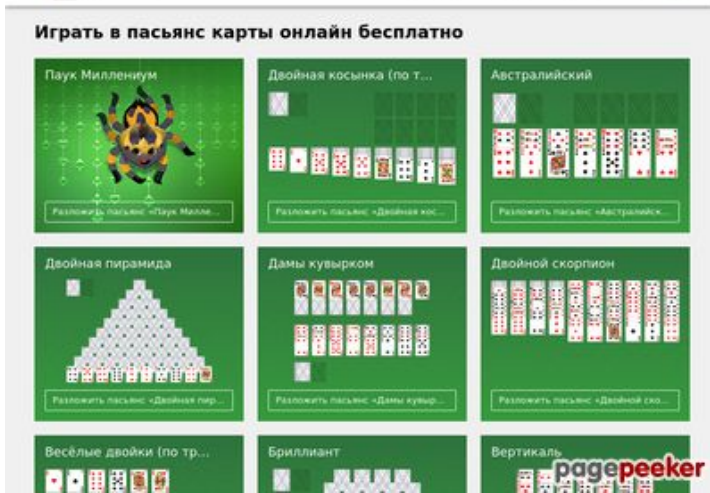 Играть в пасьянс карты онлайн бесплатно
Паук Миллениум
Двойная косынка (по т...
Австралийский
Разложить пасьянс «Паук Милле...
Разложить пасьянс «Двойная кос...
Разложить пасьянс «Австралийск...
Двойная пирамида
Дамы кувырком
Двойной скорпион
Разложить пасьянс «Двойная пир...
Разложить пасьянс «Дамы кувыр...
Разложить пасьянс «Двойной ско...
Весёлые двойки (по тр...
Бриллиант
Вертикаль
pagepeeker